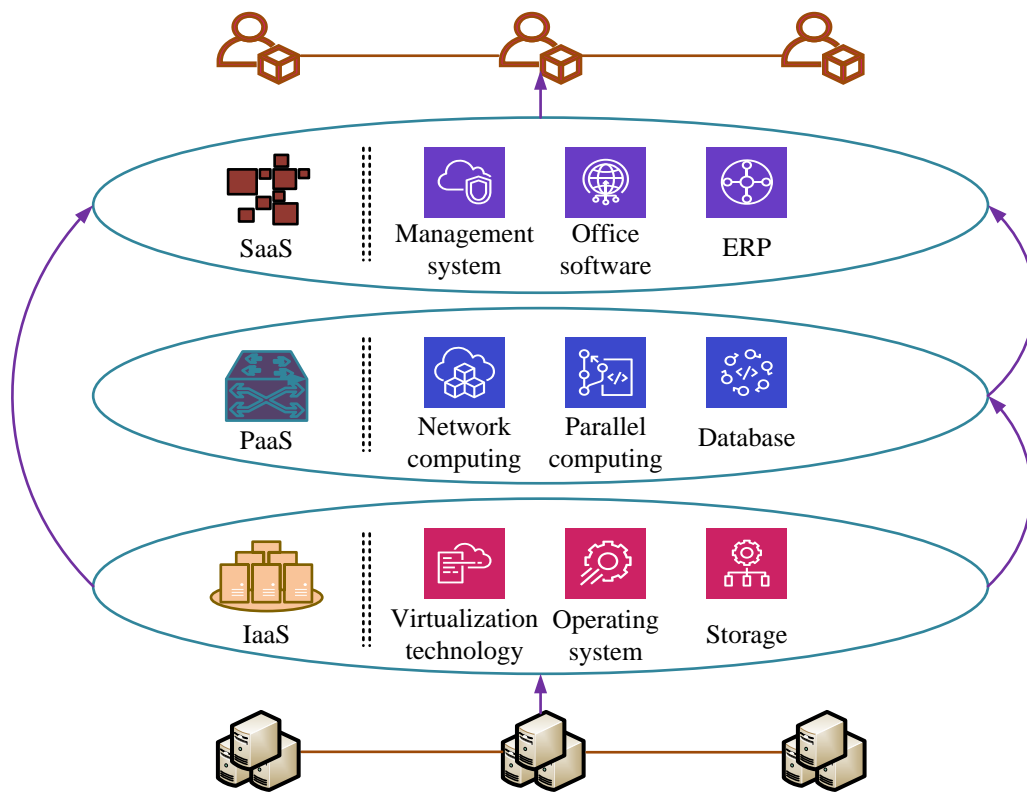 SaaS
Management
system
Office
software
ERP
PaaS
Network
computing
Parallel
computing
Database
IaaS
Virtualization
technology
Operating
system
Storage